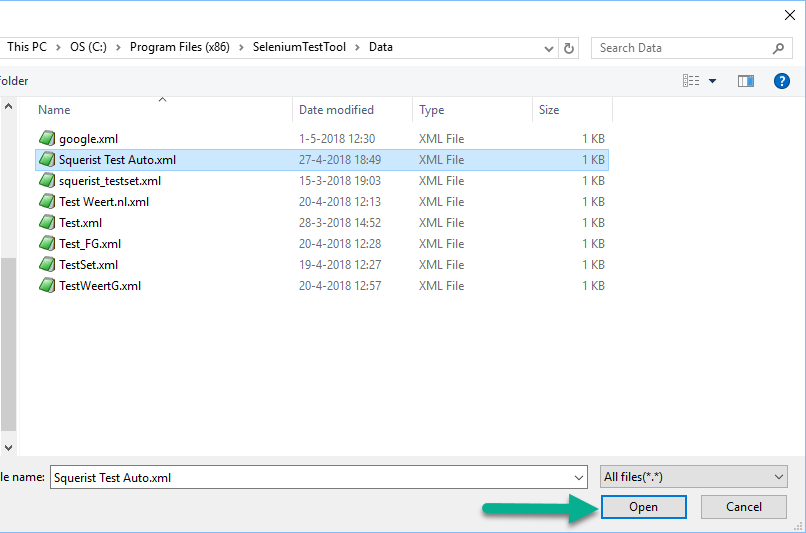 This PC > OS (C:) > Program Files (x86) > SeleniumTestTool > Data
Search Data
older
?
Name Date modified Type Size
google.xml 1-5-2018 12:30 XML File 1 KB
Squerist Test Auto.xml 27-4-2018 18:49 XML File 1 KB
squerist_testset.xml 15-3-2018 19:03 XML File 1 KB
Test Weert.nl.xml 20-4-2018 12:13 XML File 1 KB
Test.xml 28-3-2018 14:52 XML File 1 KB
Test_FG.xml 20-4-2018 12:28 XML File 1 KB
TestSet.xml 19-4-2018 12:27 XML File 1 KB
TestWeertG.xml 20-4-2018 12:57 XML File 1 KB
le name: Squerist Test Auto.xml All files(*.*)
Open Cancel